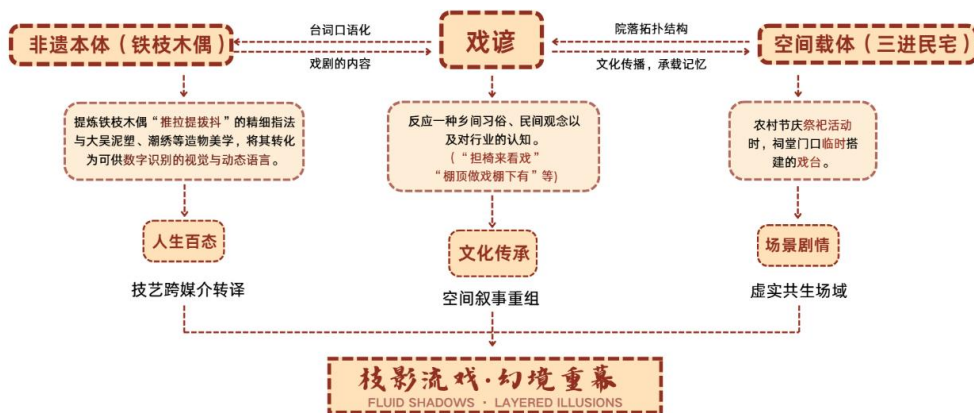 非遗本体（铁枝木偶）
台词口语化
戏剧的内容
戏谚
院落拓扑结构
文化传播，承载记忆
空间载体（三进民宅）
提炼铁枝木偶“推拉提拨抖”的精细指法
与大吴泥塑、潮绣等造物美学，将其转化
为可供数字识别的视觉与动态语言。
反应一种乡间习俗、民间观念以
及对行业的认知。
（“担椅来看戏”
“棚顶做戏棚下有”等)
农村节庆祭祀活动
时，祠堂门口临时搭
建的戏台。
人生百态
文化传承
场景剧情
技艺跨媒介转译
空间叙事重组
虚实共生场域
枝影流戏·幻境重幕
FLUID SHADOWS · LAYERED ILLUSIONS